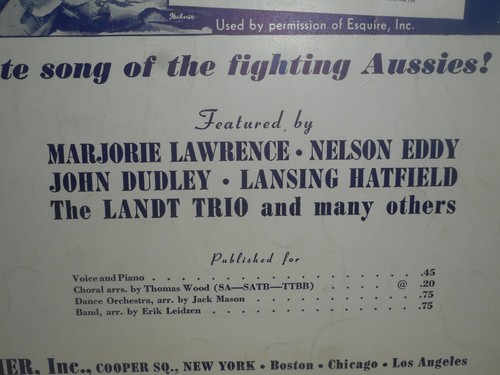 Used by permission of Esquire, Inc.
te song of the fighting Aussies!
Featured by
MARJORIE LAWRENCE • NELSON EDDY
JOHN DUDLEY • LANSING HATFIELD
The LANDT TRIO and many others
Published for
Voice and Piano . . . . . . . . . . . . . . . . . . . .45
Choral arrs. by Thomas Wood (SA—SATB—TTBB) . . . . . @ .20
Dance Orchestra, arr. by Jack Mason . . . . . . . . . . . .75
Band, arr. by Erik Leidzen . . . . . . . . . . . . . . . .75
MER, Inc., COOPER SQ., NEW YORK • Boston • Chicago • Los Angeles